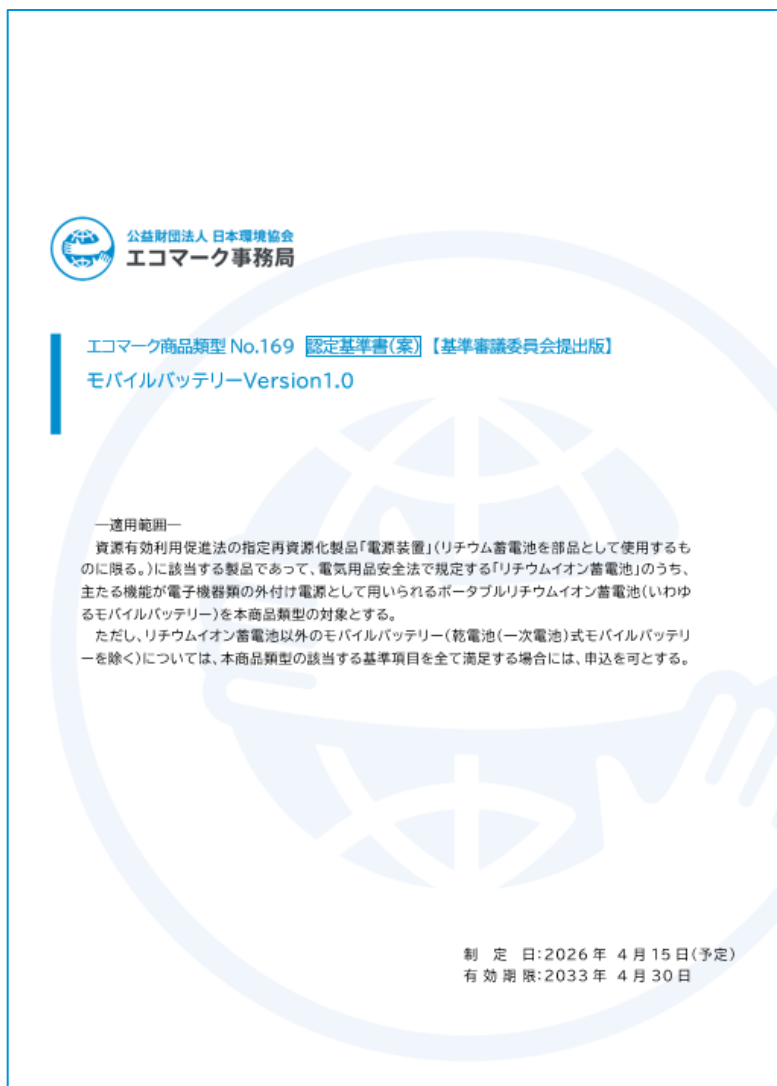 公益財団法人 日本環境協会
エコマーク事務局
エコマーク商品類型 No.169 認定基準書(案) 【基準審議委員会提出版】
モバイルバッテリーVersion1.0
―適用範囲―
資源有効利用促進法の指定再資源化製品「電源装置」(リチウム蓄電池を部品として使用するも
のに限る。)に該当する製品であって、電気用品安全法で規定する「リチウムイオン蓄電池」のうち、
主たる機能が電子機器類の外付け電源として用いられるポータブルリチウムイオン蓄電池(いわゆ
るモバイルバッテリー)を本商品類型の対象とする。
ただし、リチウムイオン蓄電池以外のモバイルバッテリー(乾電池(一次電池)式モバイルバッテリ
ーを除く)については、本商品類型の該当する基準項目を全て満足する場合には、申込を可とする。
制 定 日:2026年 4月15日(予定)
有効期限:2033年 4月30日